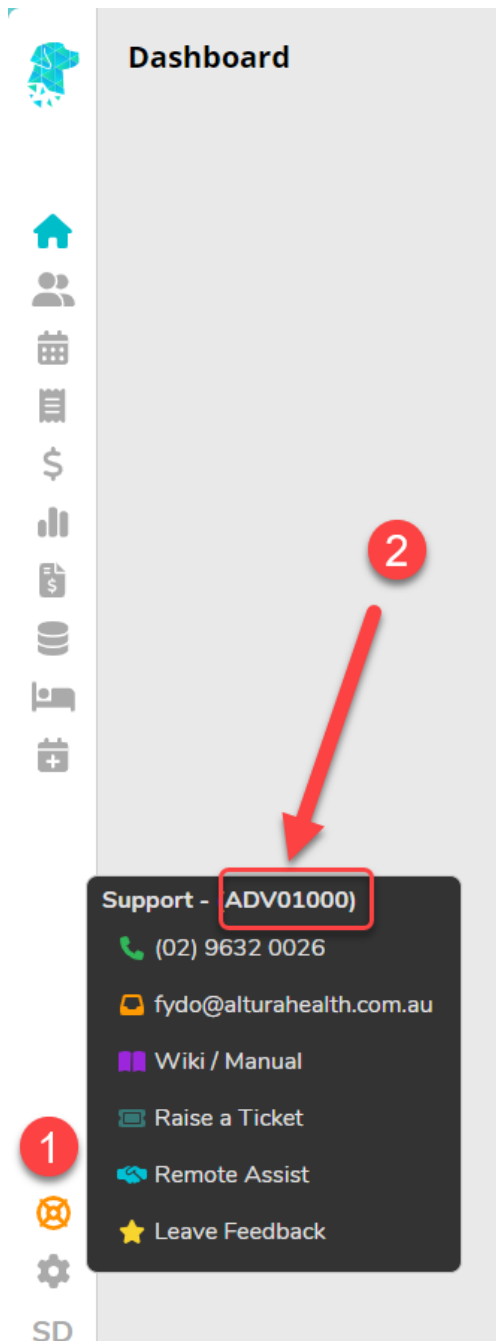 Dashboard
2
Support - (ADV01000)
(02) 9632 0026
fydo@alturahealth.com.au
Wiki / Manual
Raise a Ticket
1
Remote Assist
Leave Feedback
SD